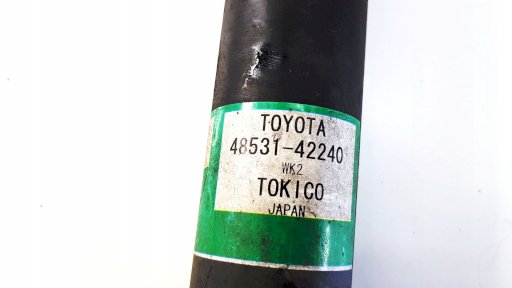 TOYOTA
48531-42240
WK2
TOKICO
JAPAN